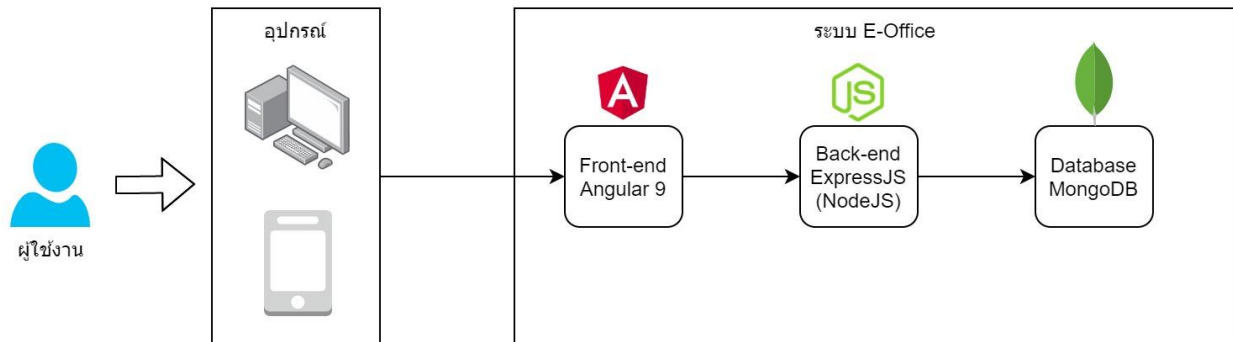 อุปกรณ์
ระบบ E-Office
A
JS
Front-end
Angular 9
Back-end
ExpressJS
(NodeJS)
Database
MongoDB
ผู้ใช้งาน